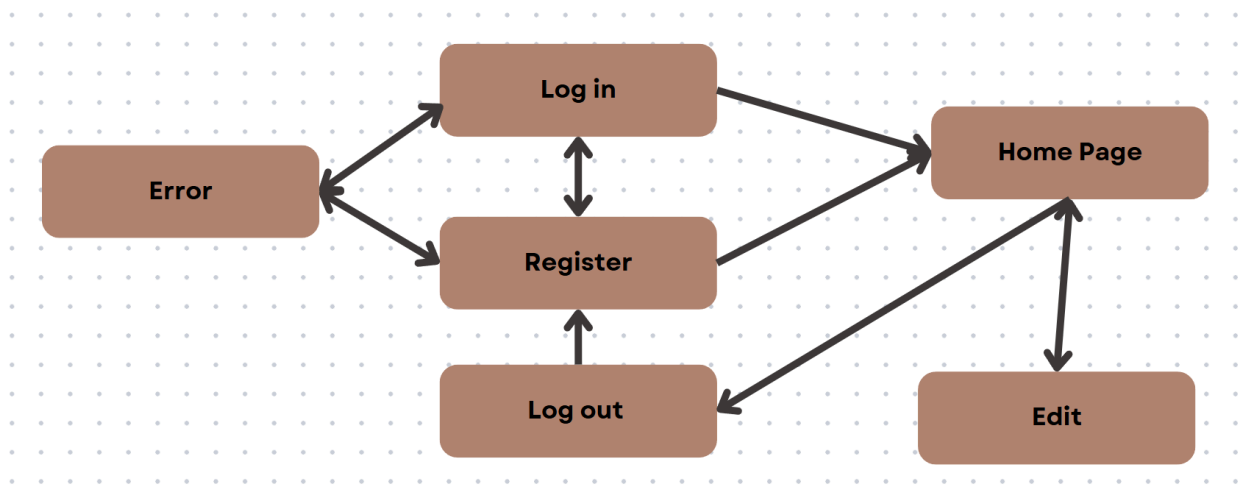 Log in
Home Page
Error
Register
Log out
Edit